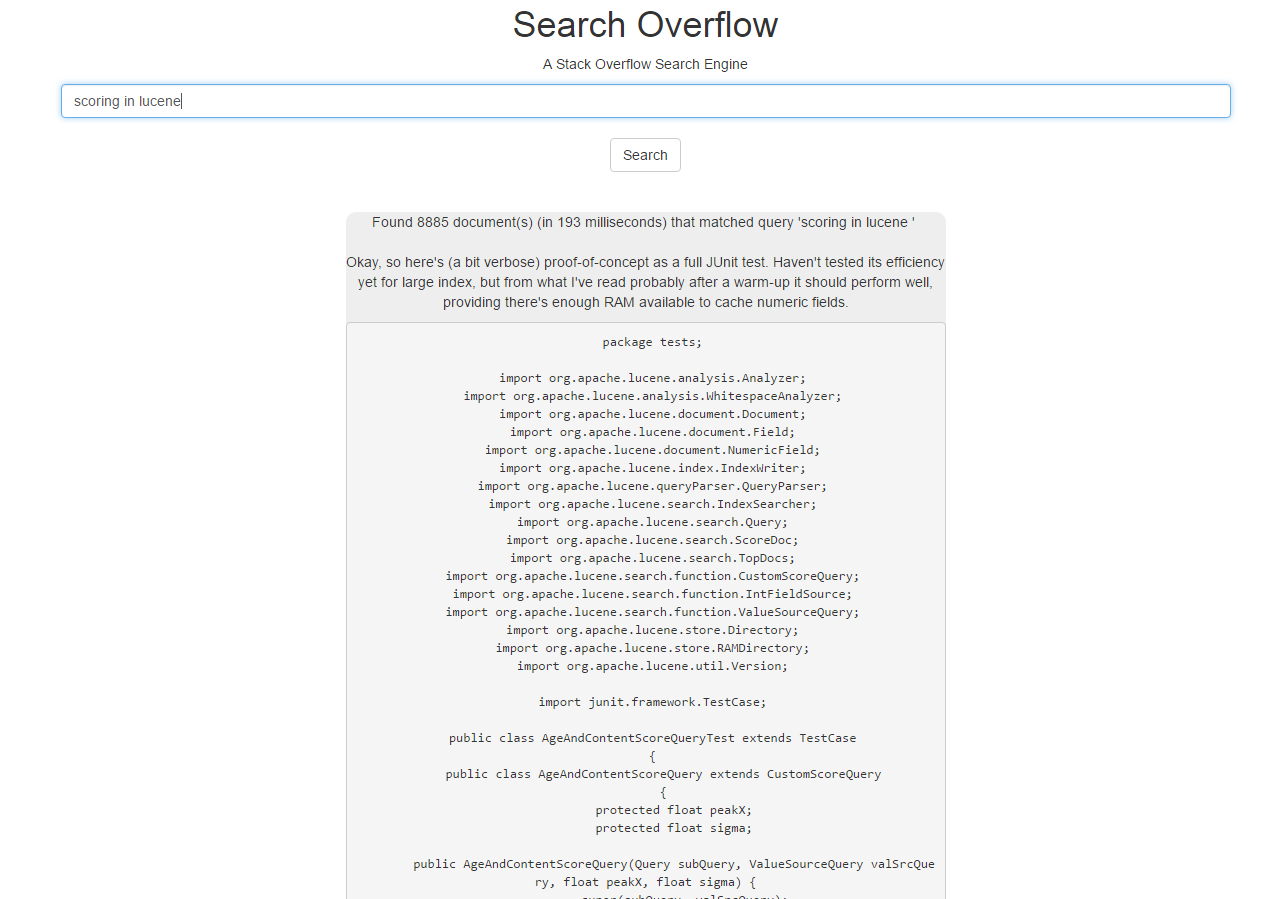 Search Overflow
A Stack Overflow Search Engine
scoring in lucene
Search
Found 8885 document(s) (in 193 milliseconds) that matched query 'scoring in lucene '
Okay, so here's (a bit verbose) proof-of-concept as a full JUnit test. Haven't tested its efficiency
yet for large index, but from what I've read probably after a warm-up it should perform well,
providing there's enough RAM available to cache numeric fields.
package tests;
import org.apache.lucene.analysis.Analyzer;
import org.apache.lucene.analysis.WhitespaceAnalyzer;
import org.apache.lucene.document.Document;
import org.apache.lucene.document.Field;
import org.apache.lucene.document.NumericField;
import org.apache.lucene.index.IndexWriter;
import org.apache.lucene.queryParser.QueryParser;
import org.apache.lucene.search.IndexSearcher;
import org.apache.lucene.search.Query;
import org.apache.lucene.search.ScoreDoc;
import org.apache.lucene.search.TopDocs;
import org.apache.lucene.search.function.CustomScoreQuery;
import org.apache.lucene.search.function.IntFieldSource;
import org.apache.lucene.search.function.ValueSourceQuery;
import org.apache.lucene.store.Directory;
import org.apache.lucene.store.RAMDirectory;
import org.apache.lucene.util.Version;
import junit.framework.TestCase;
public class AgeAndContentScoreQueryTest extends TestCase
{
public class AgeAndContentScoreQuery extends CustomScoreQuery
{
protected float peakX;
protected float sigma;
public AgeAndContentScoreQuery(Query subQuery, ValueSourceQuery valSrcQue
ry, float peakX, float sigma) {
super(subQuery, valSrcQuery);